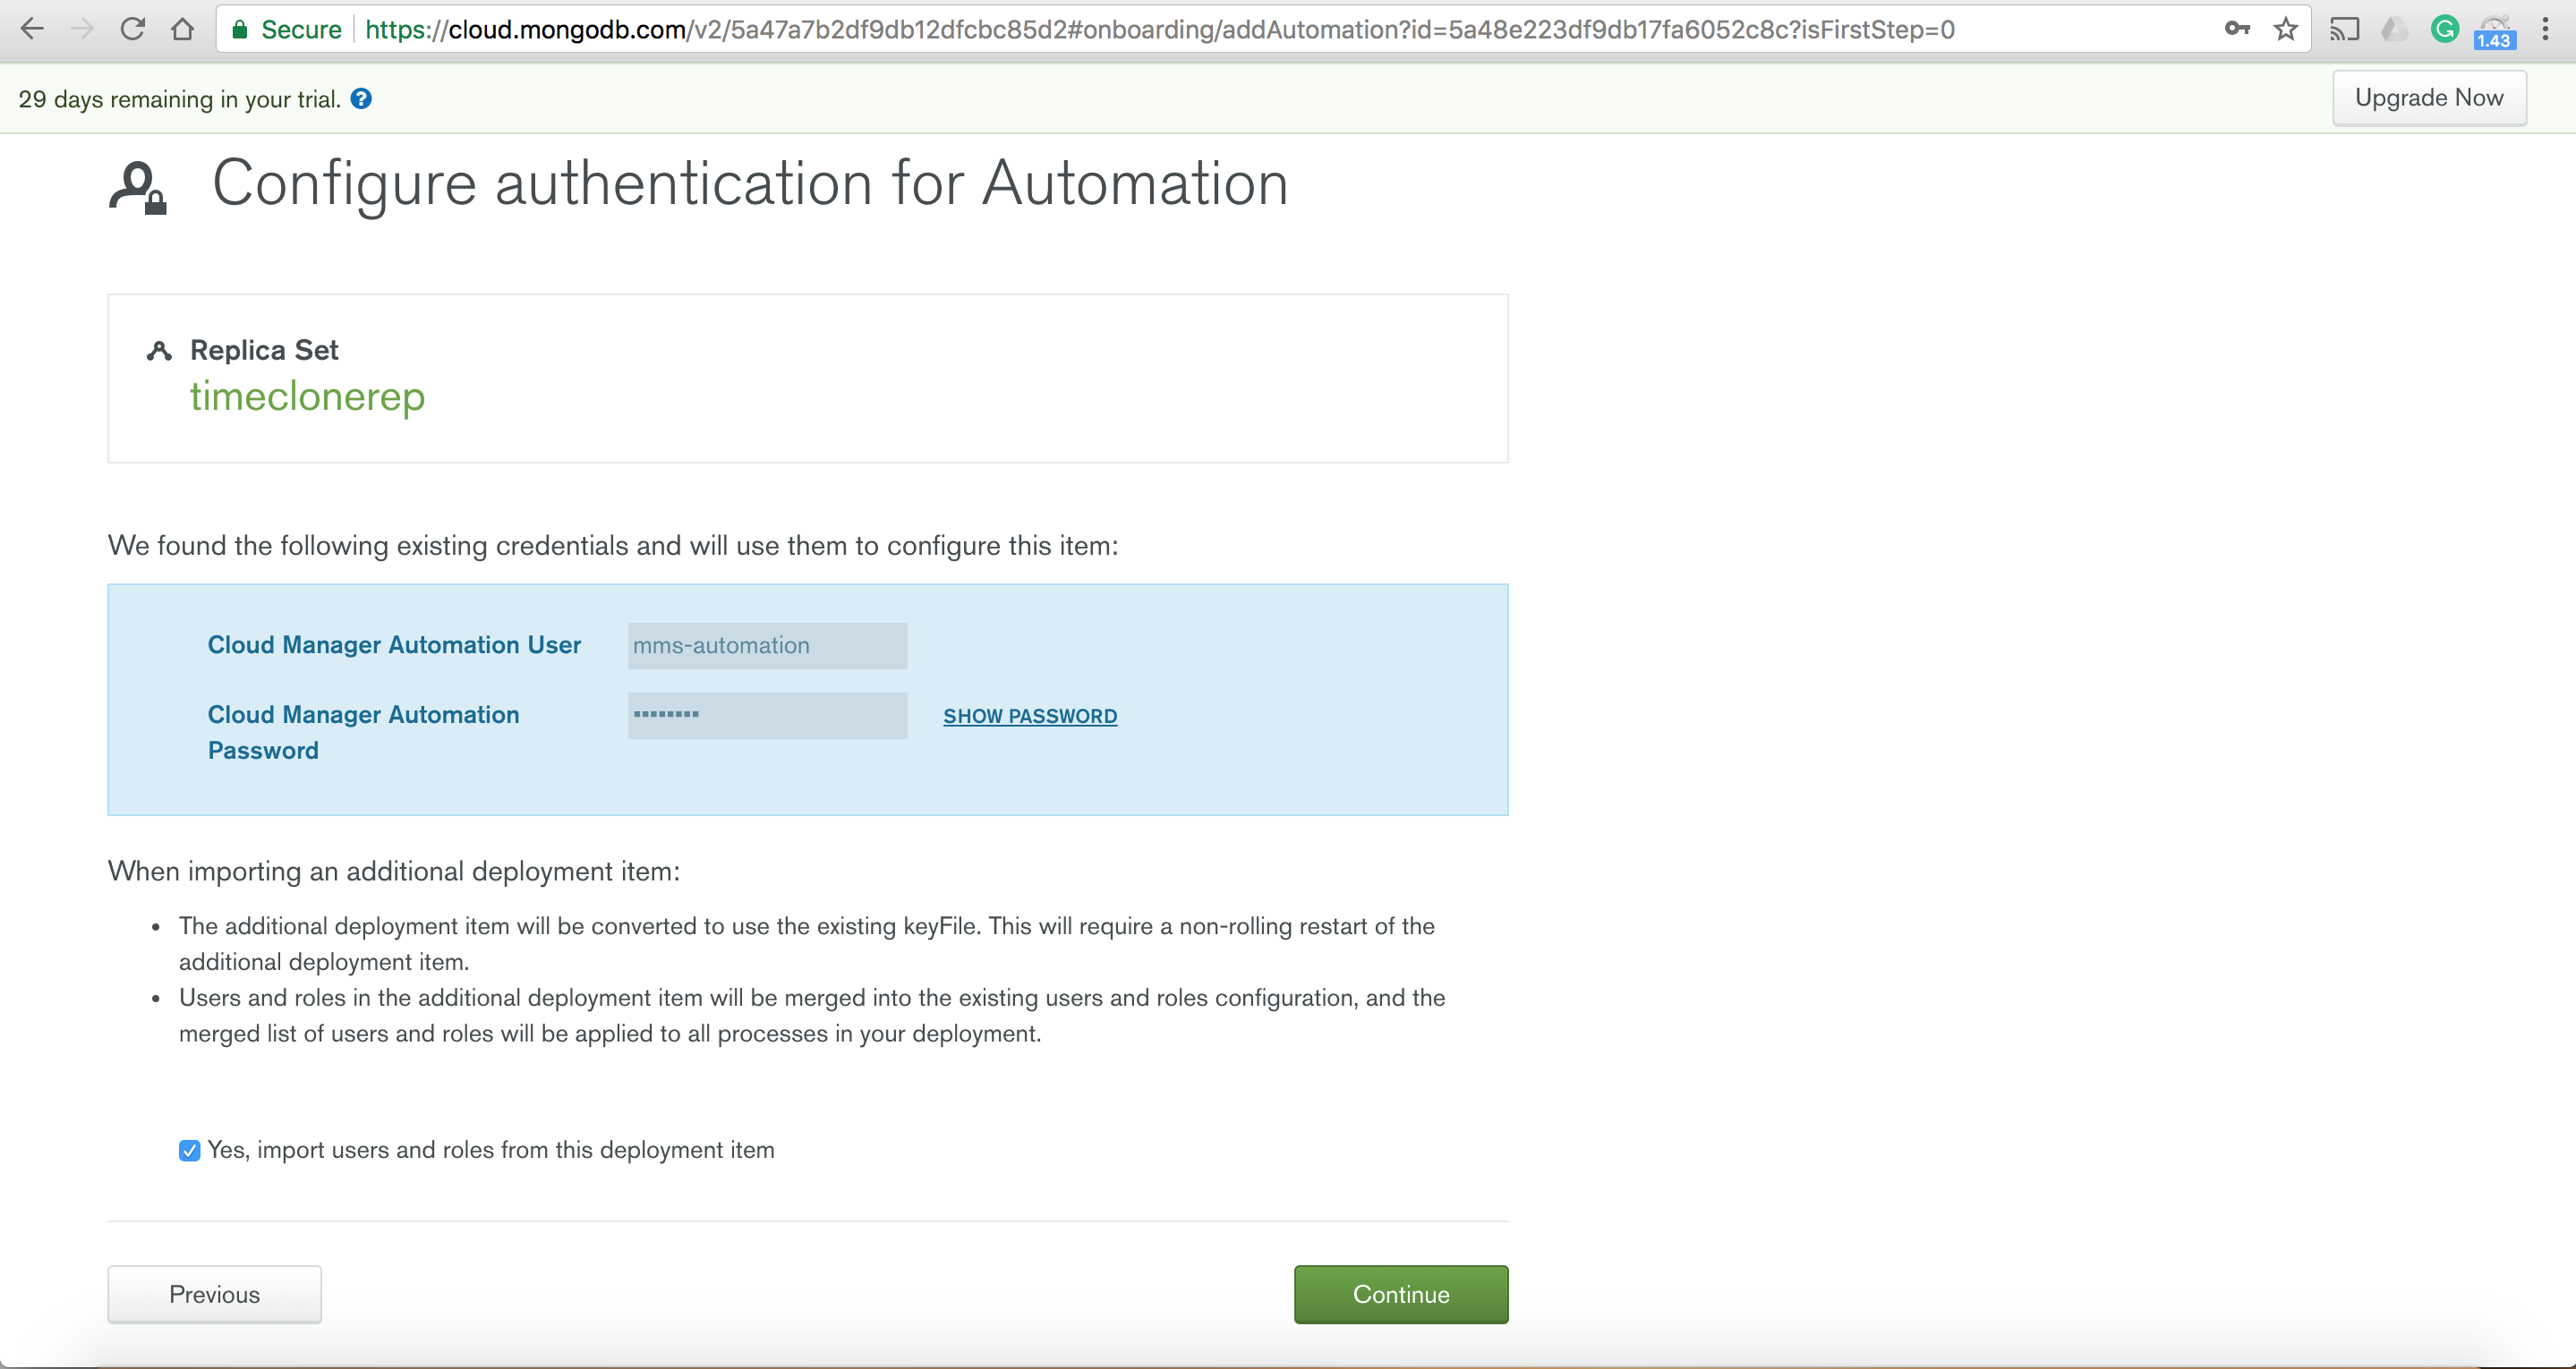 Secure
https://cloud.mongodb.com/v2/5a47a7b2df9db12dfcbc85d2#onboarding/addAutomation?id=5a48e223df9db17fa6052c8c?isFirstStep=0
G
1.43
29 days remaining in your trial. ?
Upgrade Now
Configure authentication for Automation
Replica Set
timeclonerep
We found the following existing credentials and will use them to configure this item:
Cloud Manager Automation User
mms-automation
Cloud Manager Automation
Password
SHOW PASSWORD
When importing an additional deployment item:
• The additional deployment item will be converted to use the existing keyFile. This will require a non-rolling restart of the
additional deployment item.
• Users and roles in the additional deployment item will be merged into the existing users and roles configuration, and the
merged list of users and roles will be applied to all processes in your deployment.
Yes, import users and roles from this deployment item
Previous
Continue